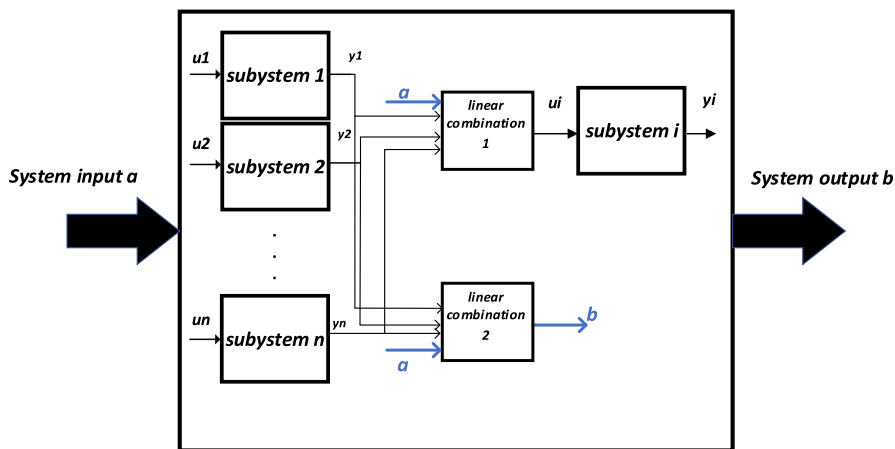 u1
subystem 1
y1
u2
subystem 2
y2
a
linear
combination
1
ui
subystem i
yi
System input a
System output b
un
subystem n
yn
linear
combination
2
b
a